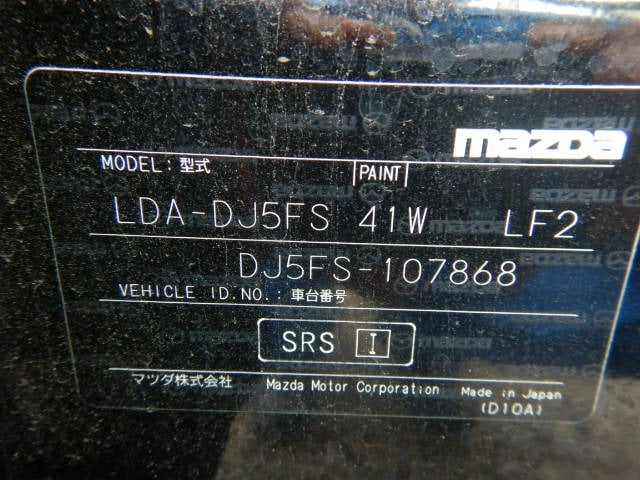 mazda
MODEL:型式 PAINT
LDA-DJ5FS 41W LF2
DJ5FS-107868
VEHICLE ID.NO.:車台番号
SRS I
マツダ株式会社 Mazda Motor Corporation Made in Japan
(D10A)